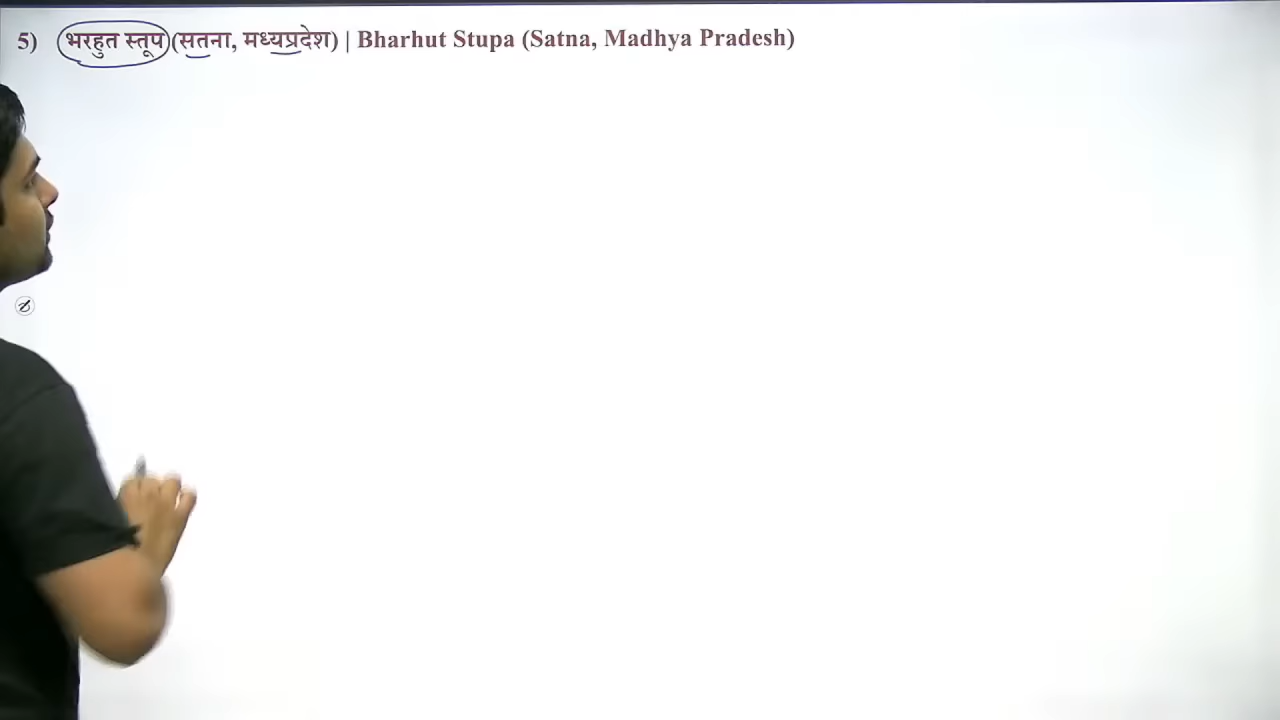 5) भरहुत स्तूप (सतना, मध्यप्रदेश) | Bharhut Stupa (Satna, Madhya Pradesh)